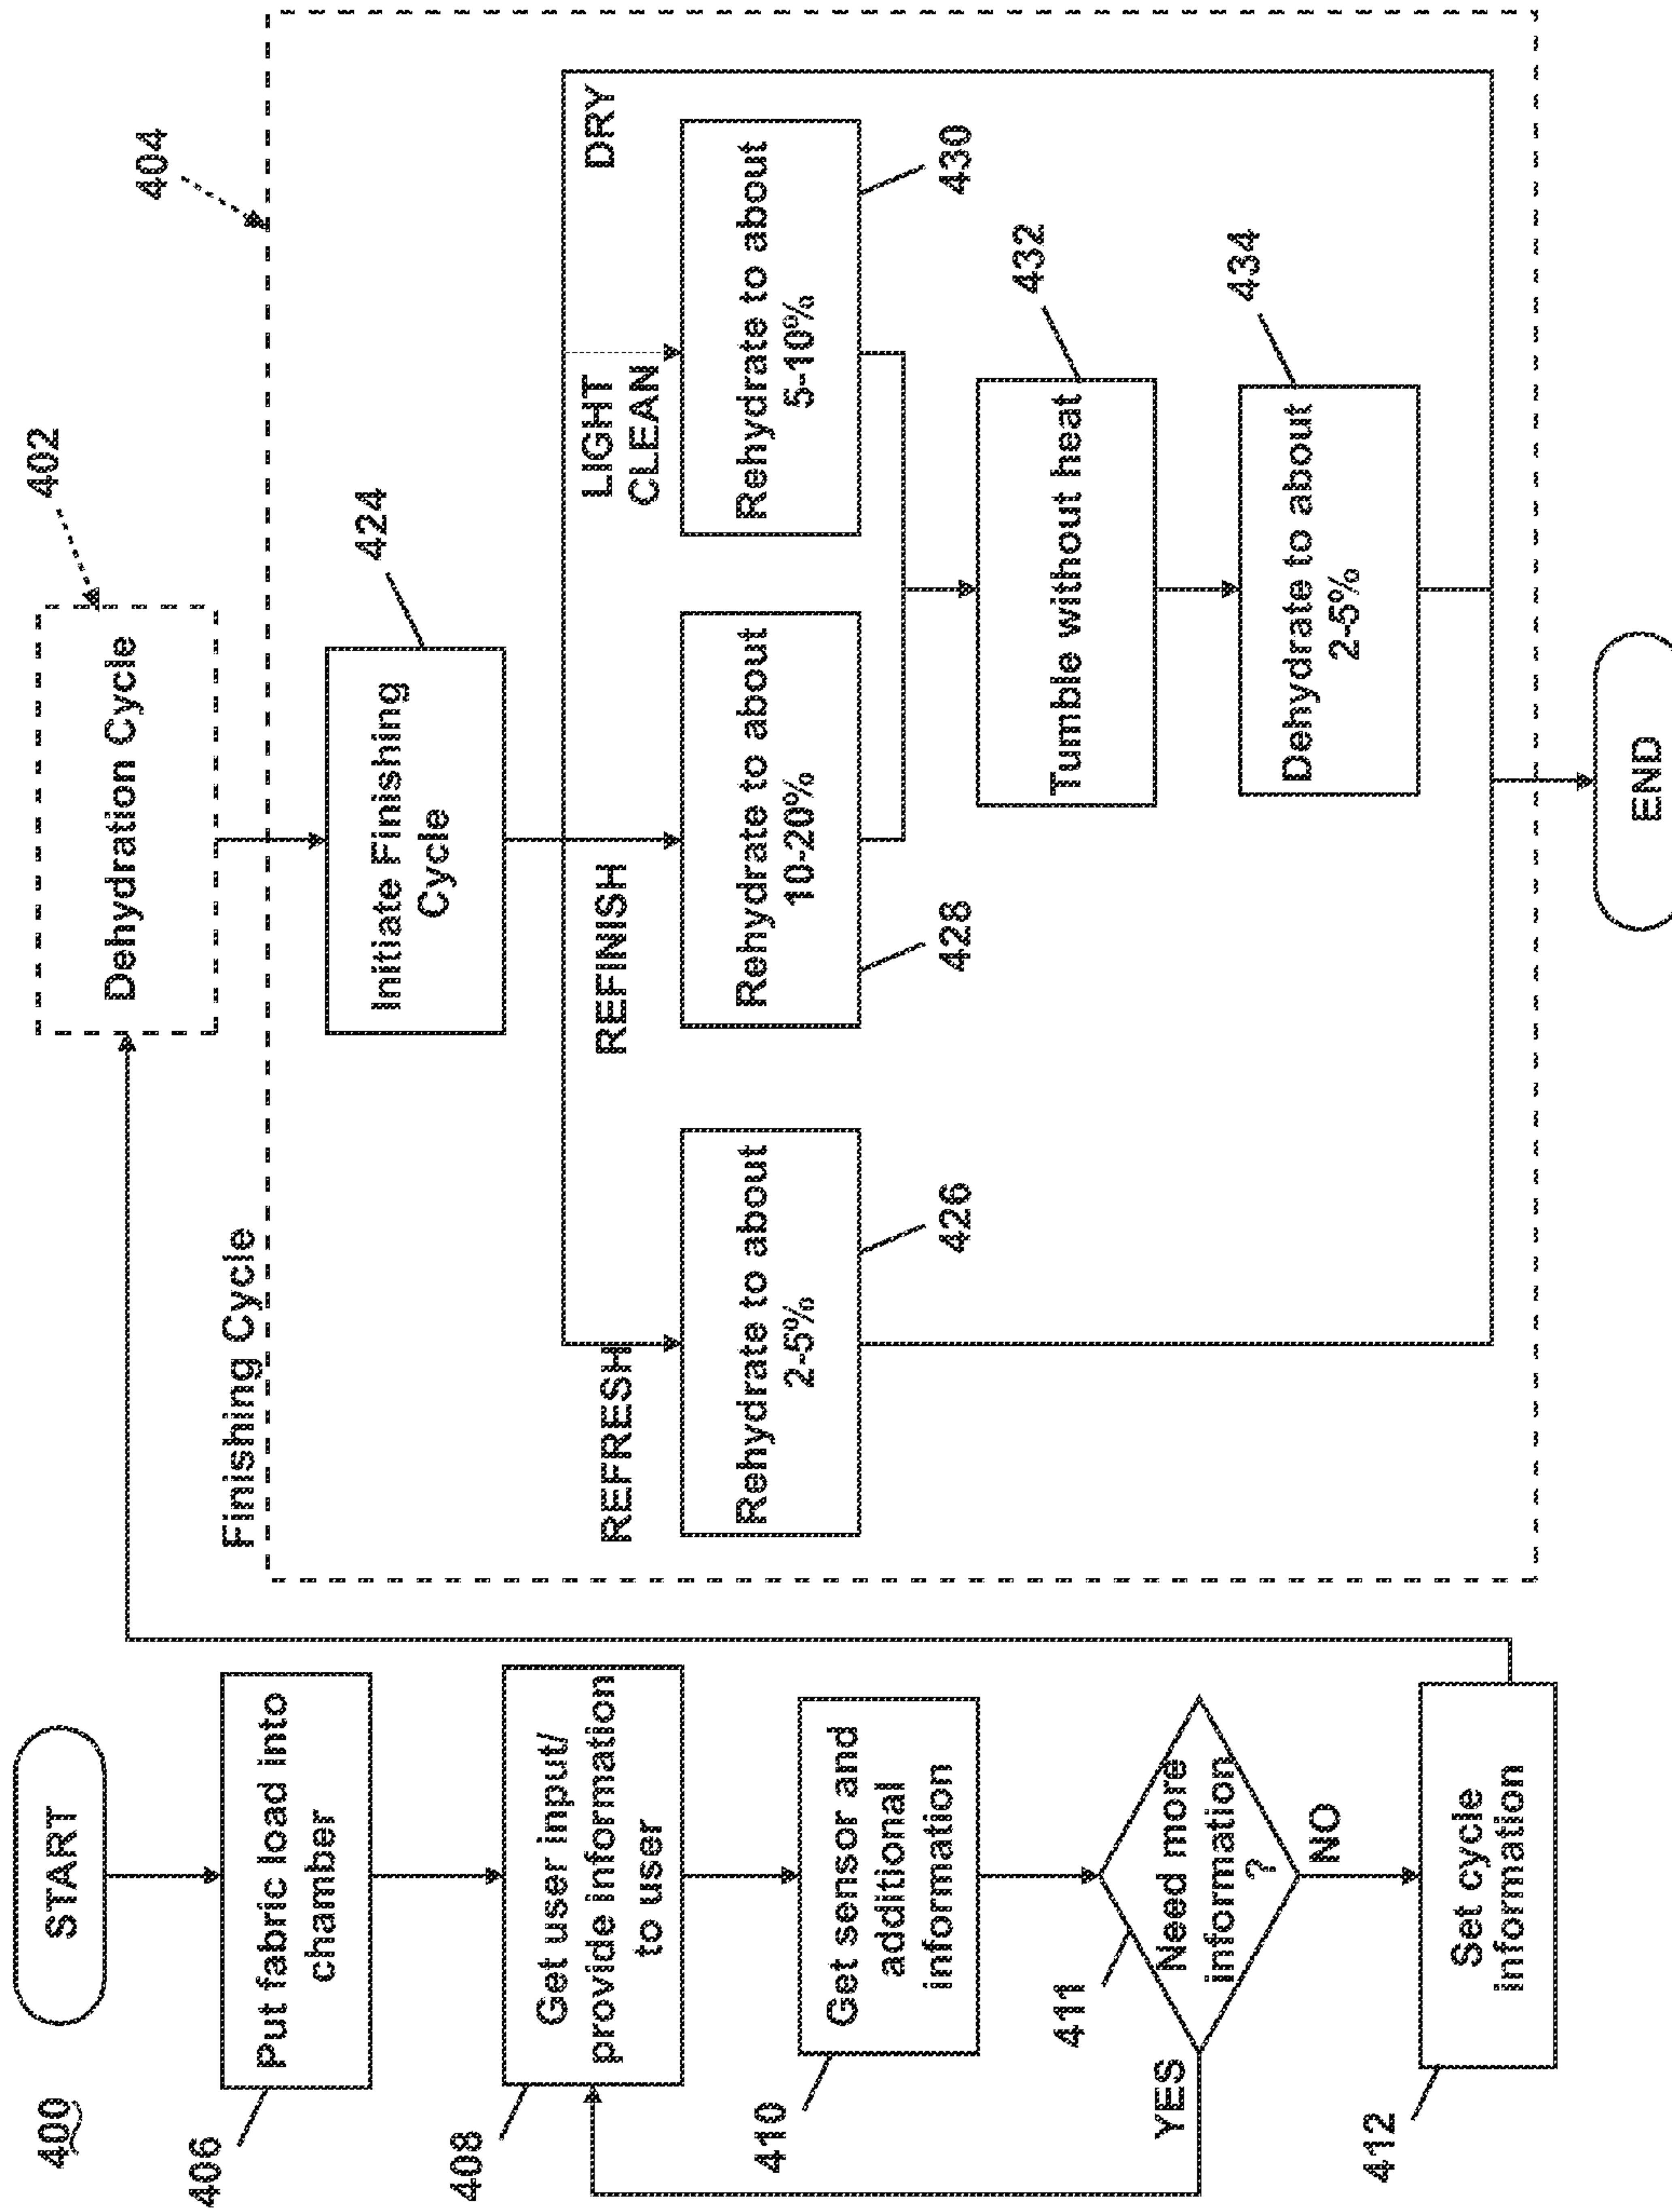 400
START
406
Put fabric load into
chamber
408
Get user input/
provide information
to user
410
Get sensor and
additional
information
411
Need more
information
?
YES
NO
412
Set cycle
information
402
Dehydration Cycle
Finishing Cycle
404
424
Initiate Finishing
Cycle
REFRESH
REFINISH
LIGHT
CLEAN
DRY
Rehydrate to about
2-5%
426
Rehydrate to about
10-20%
428
Rehydrate to about
5-10%
430
Tumble without heat
432
Dehydrate to about
2-5%
434
END